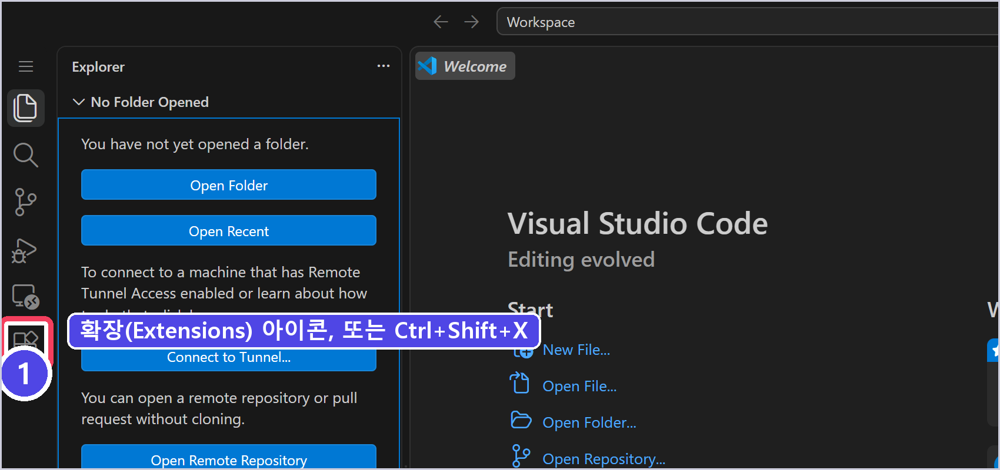 Workspace
Explorer
Welcome
No Folder Opened
You have not yet opened a folder.
Open Folder
Open Recent
To connect to a machine that has Remote
Tunnel Access enabled or learn about how
확장(Extensions) 아이콘, 또는 Ctrl+Shift+X
Connect to Tunnel...
1
You can open a remote repository or pull
request without cloning.
Open Remote Repository
Visual Studio Code
Editing evolved
Start
New File...
Open File...
Open Folder...
Open Repository...